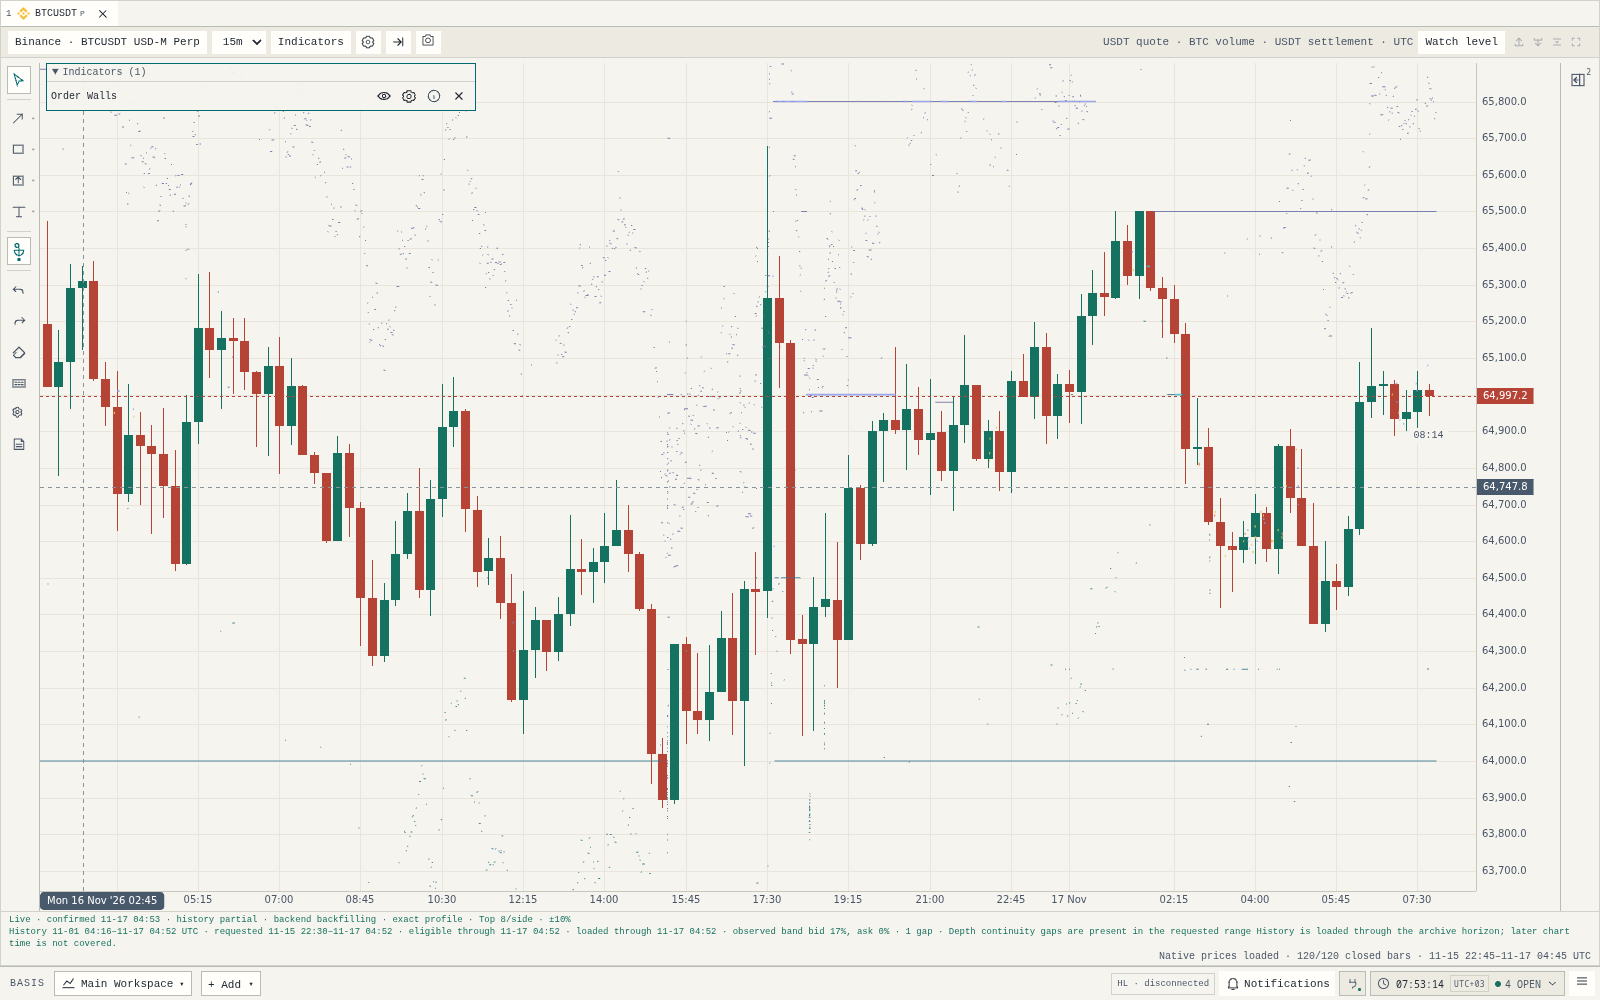 1 BTCUSDT P
Binance · BTCUSDT USD-M Perp 15m Indicators USDT quote · BTC volume · USDT settlement · UTC Watch level
▼ Indicators (1)
Order Walls
2
65,800.0
65,700.0
65,600.0
65,500.0
65,400.0
65,300.0
65,200.0
65,100.0
64,997.2
64,900.0
08:14
64,800.0
64,747.8
64,700.0
64,600.0
64,500.0
64,400.0
64,300.0
64,200.0
64,100.0
64,000.0
63,900.0
63,800.0
63,700.0
Mon 16 Nov '26 02:45 05:15 07:00 08:45 10:30 12:15 14:00 15:45 17:30 19:15 21:00 22:45 17 Nov 02:15 04:00 05:45 07:30
Live · confirmed 11-17 04:53 · history partial · backend backfilling · exact profile · Top 8/side · ±10%
History 11-01 04:16–11-17 04:52 UTC · requested 11-15 22:30–11-17 04:52 · eligible through 11-17 04:52 · loaded through 11-17 04:52 · observed band bid 17%, ask 0% · 1 gap · Depth continuity gaps are present in the requested range History is loaded through the archive horizon; later chart
time is not covered.
Native prices loaded · 120/120 closed bars · 11-15 22:45–11-17 04:45 UTC
BASIS Main Workspace + Add HL · disconnected Notifications 07:53:14 UTC+03 4 OPEN